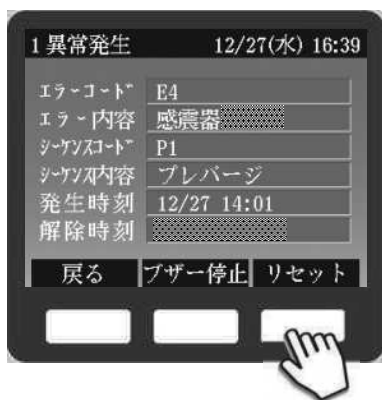 1 異常発生 12/27(水) 16:39
エラーコード E4
エラー内容 感震器
シーケンスコード P1
シーケンス内容 プレパージ
発生時刻 12/27 14:01
解除時刻
戻る ブザー停止 リセット